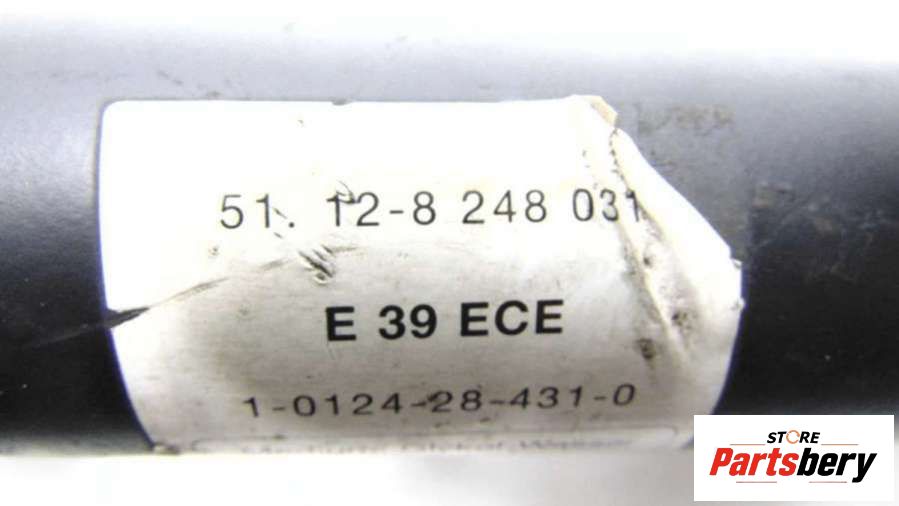 51. 12-8 248 031
E 39 ECE
1-0124-28-431-0
STORE
Partsbery